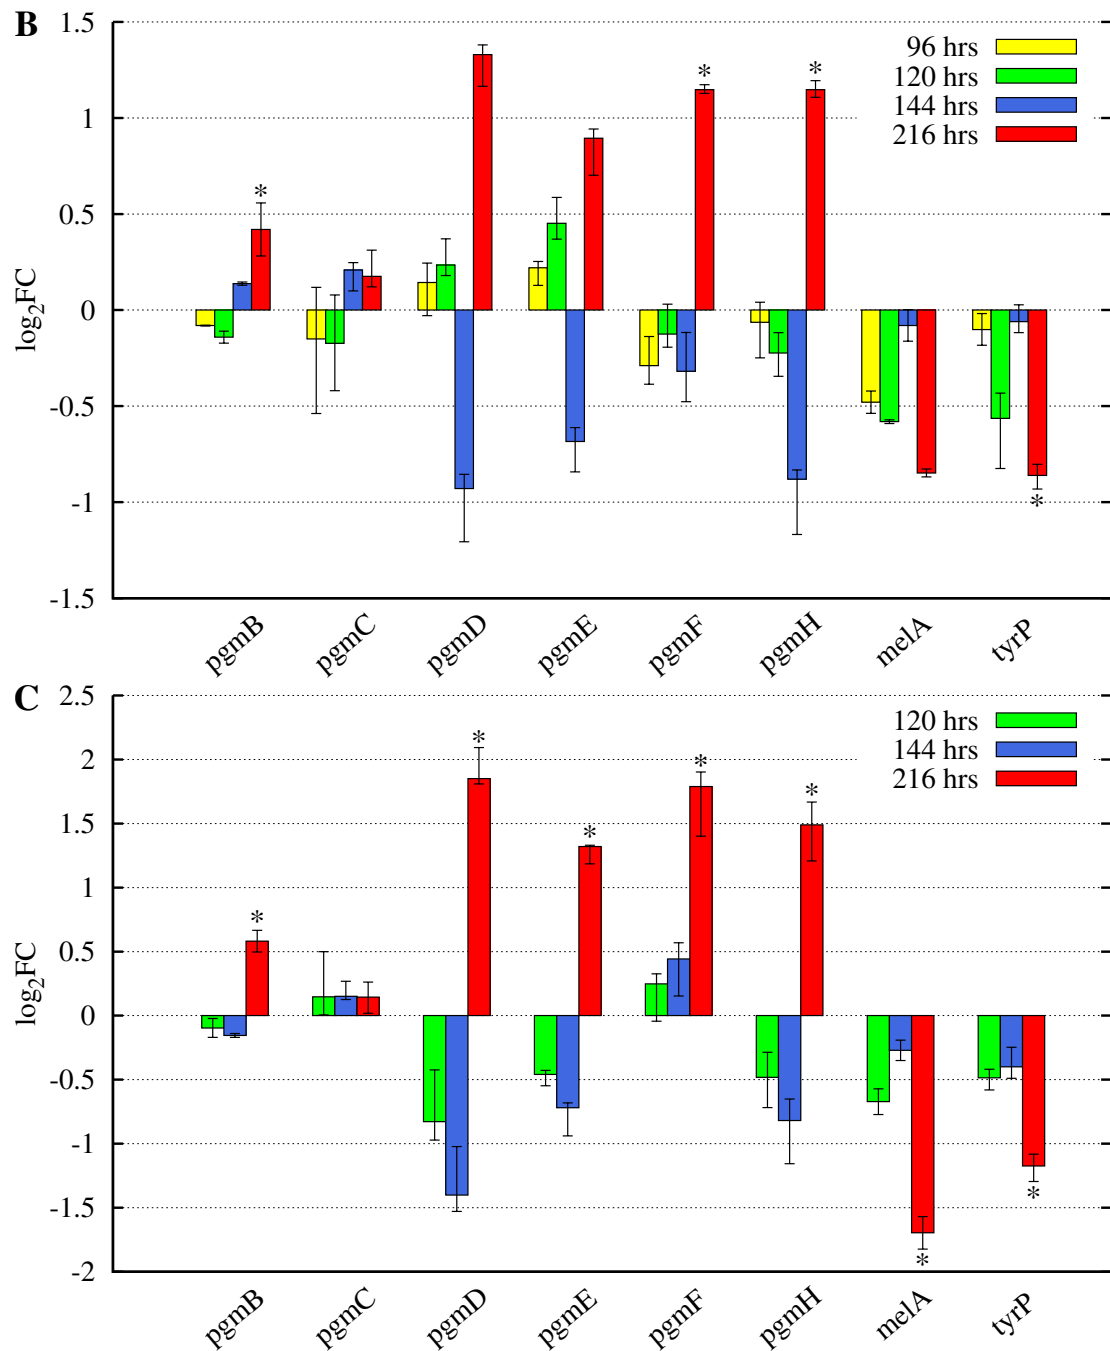 B
1.5
1
0.5
0
-0.5
-1
-1.5
log₂FC
96 hrs
120 hrs
144 hrs
216 hrs
*
*
*
*
pgmB pgmC pgmD pgmE pgmF pgmH melA tyrP
C
2.5
2
1.5
1
0.5
0
-0.5
-1
-1.5
-2
log₂FC
120 hrs
144 hrs
216 hrs
*
*
*
*
*
*
*
pgmB pgmC pgmD pgmE pgmF pgmH melA tyrP